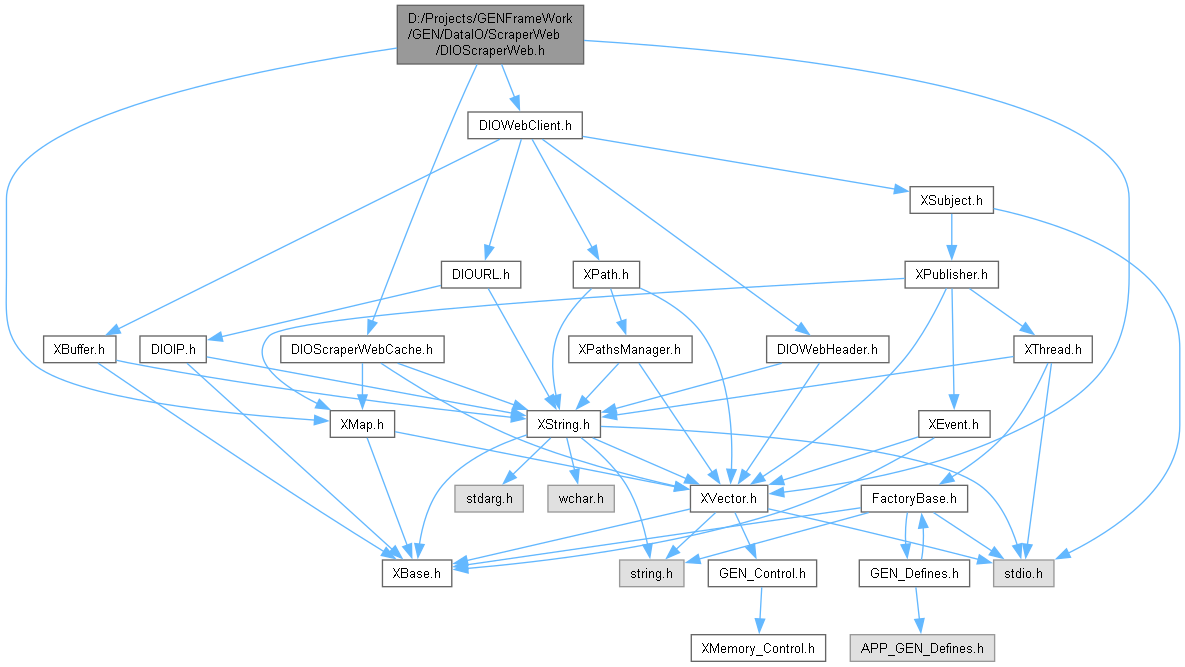 D:/Projects/GENFrameWork
/GEN/DataIO/ScraperWeb
/DIOScraperWeb.h
DIOWebClient.h
XSubject.h
DIOURL.h
XPath.h
XPublisher.h
XBuffer.h
DIOIP.h
DIOScraperWebCache.h
XPathsManager.h
DIOWebHeader.h
XThread.h
XMap.h
XString.h
XEvent.h
stdarg.h
wchar.h
XVector.h
FactoryBase.h
XBase.h
string.h
GEN_Control.h
GEN_Defines.h
stdio.h
XMemory_Control.h
APP_GEN_Defines.h